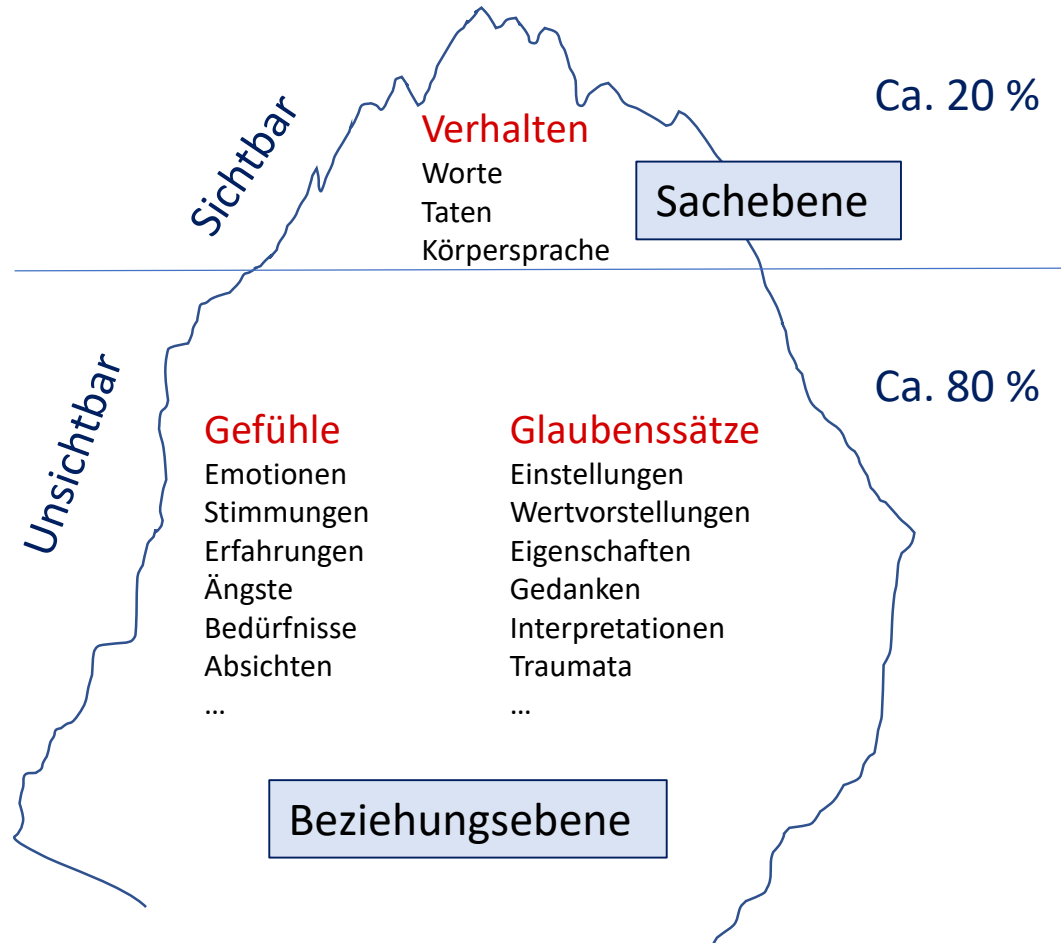 Ca. 20 %
Sichtbar
Verhalten
Worte
Taten
Körpersprache
Sachebene
Ca. 80 %
Unsichtbar
Gefühle
Emotionen
Stimmungen
Erfahrungen
Ängste
Bedürfnisse
Absichten
...
Glaubenssätze
Einstellungen
Wertvorstellungen
Eigenschaften
Gedanken
Interpretationen
Traumata
...
Beziehungsebene